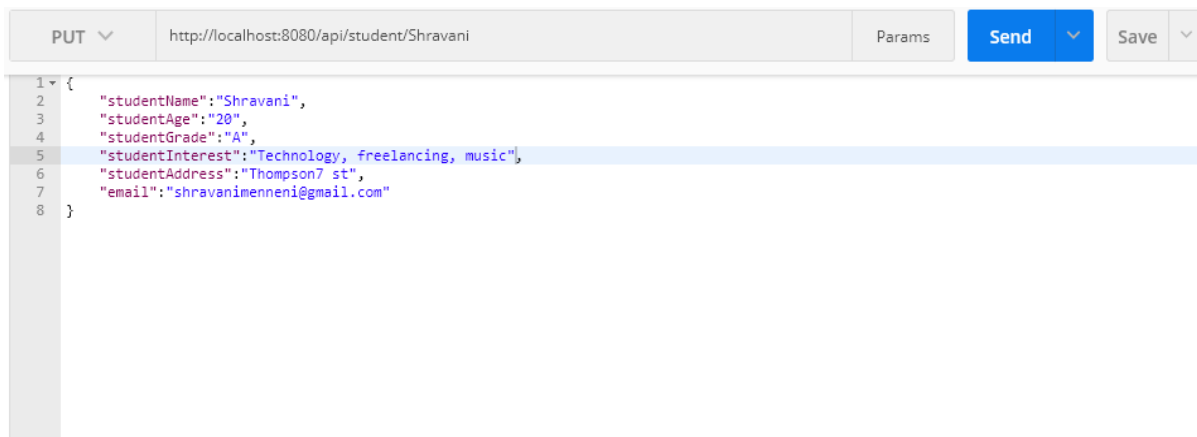 PUT http://localhost:8080/api/student/Shravani Params Send Save
1 {
2 "studentName":"Shravani",
3 "studentAge":"20",
4 "studentGrade":"A",
5 "studentInterest":"Technology, freelancing, music",
6 "studentAddress":"Thompson7 st",
7 "email":"shravanimenneni@gmail.com"
8 }